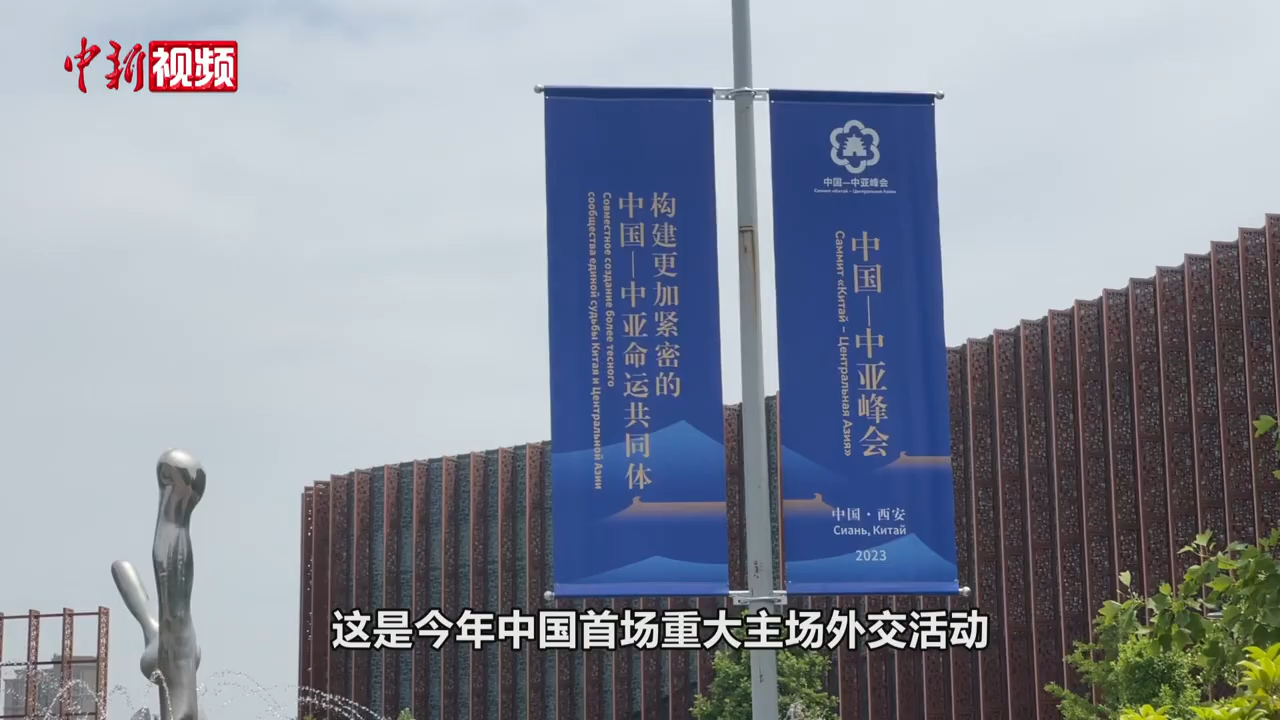 中新视频
构建更加紧密的
中国—中亚命运共同体
Совместное создание более тесного
сообщества единой судьбы Китая и Центральной Азии
中国—中亚峰会
Саммит «Китай – Центральная Азия»
中国—中亚峰会
Саммит «Китай – Центральная Азия»
中国·西安
Сиань, Китай
2023
这是今年中国首场重大主场外交活动